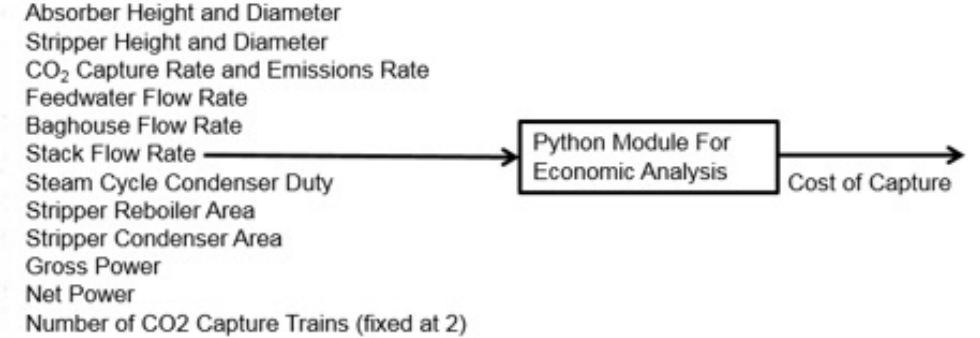 Absorber Height and Diameter
Stripper Height and Diameter
CO₂ Capture Rate and Emissions Rate
Feedwater Flow Rate
Baghouse Flow Rate
Stack Flow Rate
Steam Cycle Condenser Duty
Stripper Reboiler Area
Stripper Condenser Area
Gross Power
Net Power
Number of CO2 Capture Trains (fixed at 2)
Python Module For
Economic Analysis
Cost of Capture